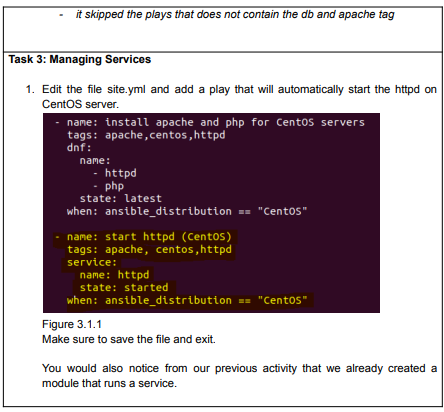 - it skipped the plays that does not contain the db and apache tag
Task 3: Managing Services
1. Edit the file site.yml and add a play that will automatically start the httpd on
CentOS server.
- name: install apache and php for CentOS servers
tags: apache,centos,httpd
dnf:
name:
- httpd
- php
state: latest
when: ansible_distribution == "CentOS"
- name: start httpd (CentOS)
tags: apache, centos,httpd
service:
name: httpd
state: started
when: ansible_distribution == "CentOS"
Figure 3.1.1
Make sure to save the file and exit.
You would also notice from our previous activity that we already created a
module that runs a service.